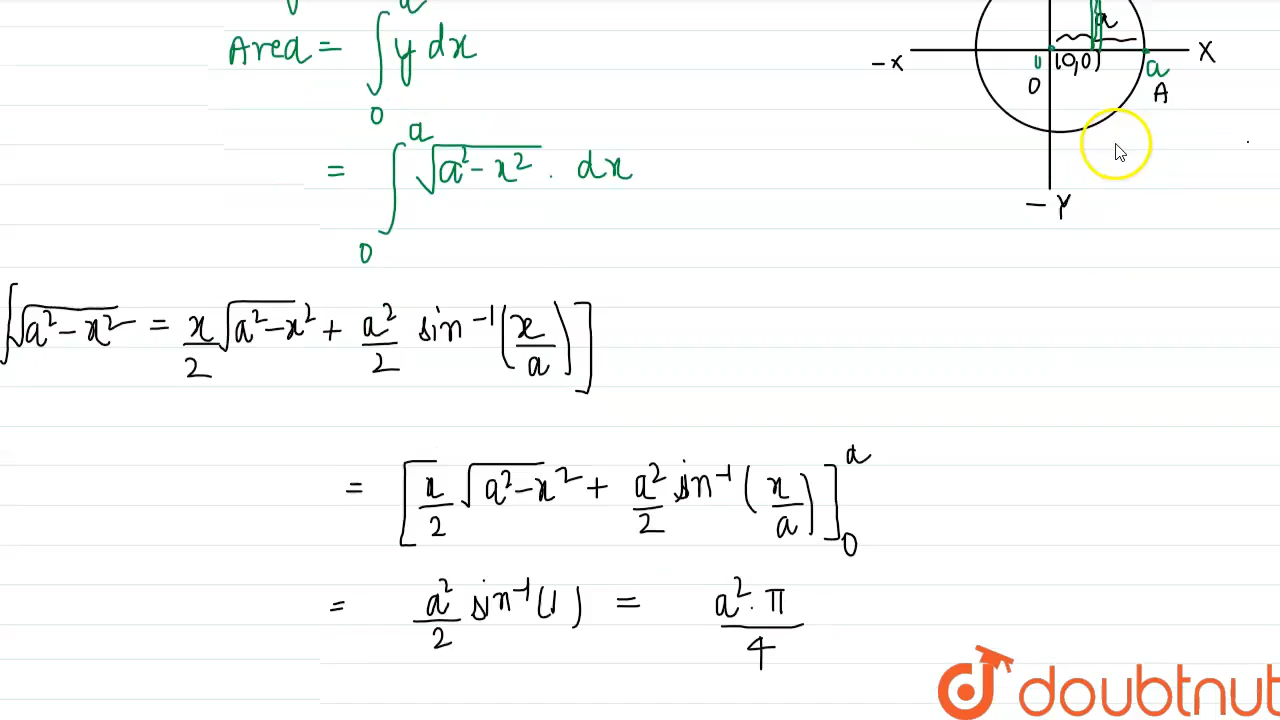 a
Area = ∫ y dx
0
a
= ∫ √a²-x² . dx
0
a
-X 0 (0,0) a X
O A
-Y
∫√a²-x² = x/2 √a²-x² + a²/2 sin⁻¹(x/a)]
= [x/2 √a²-x² + a²/2 sin⁻¹(x/a)]
a
0
= a²/2 sin⁻¹(1) = a².π/4
doubtnut